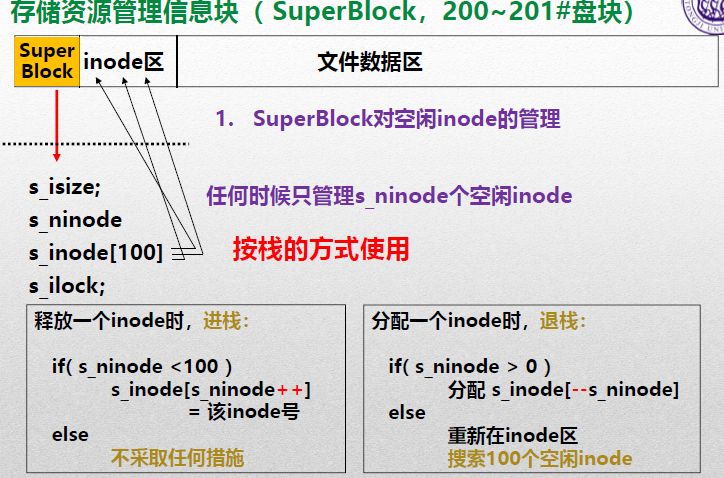 存储资源管理信息块（ SuperBlock，200~201#盘块）
Super
Block
inode区
文件数据区
1. SuperBlock对空闲inode的管理
s_isize;
任何时候只管理s_ninode个空闲inode
s_ninode
s_inode[100]
按栈的方式使用
s_ilock;
释放一个inode时，进栈：
if( s_ninode <100 )
s_inode[s_ninode++]
= 该inode号
else
不采取任何措施
分配一个inode时，退栈：
if( s_ninode > 0 )
分配 s_inode[--s_ninode]
else
重新在inode区
搜索100个空闲inode